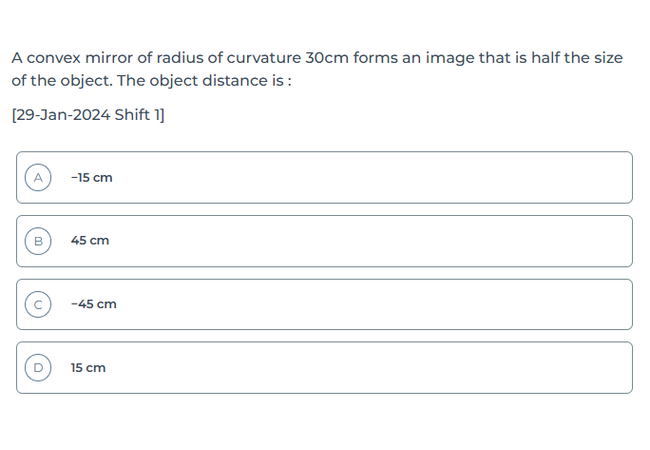 A convex mirror of radius of curvature 30cm forms an image that is half the size
of the object. The object distance is :
[29-Jan-2024 Shift 1]
A −15 cm
B 45 cm
C −45 cm
D 15 cm